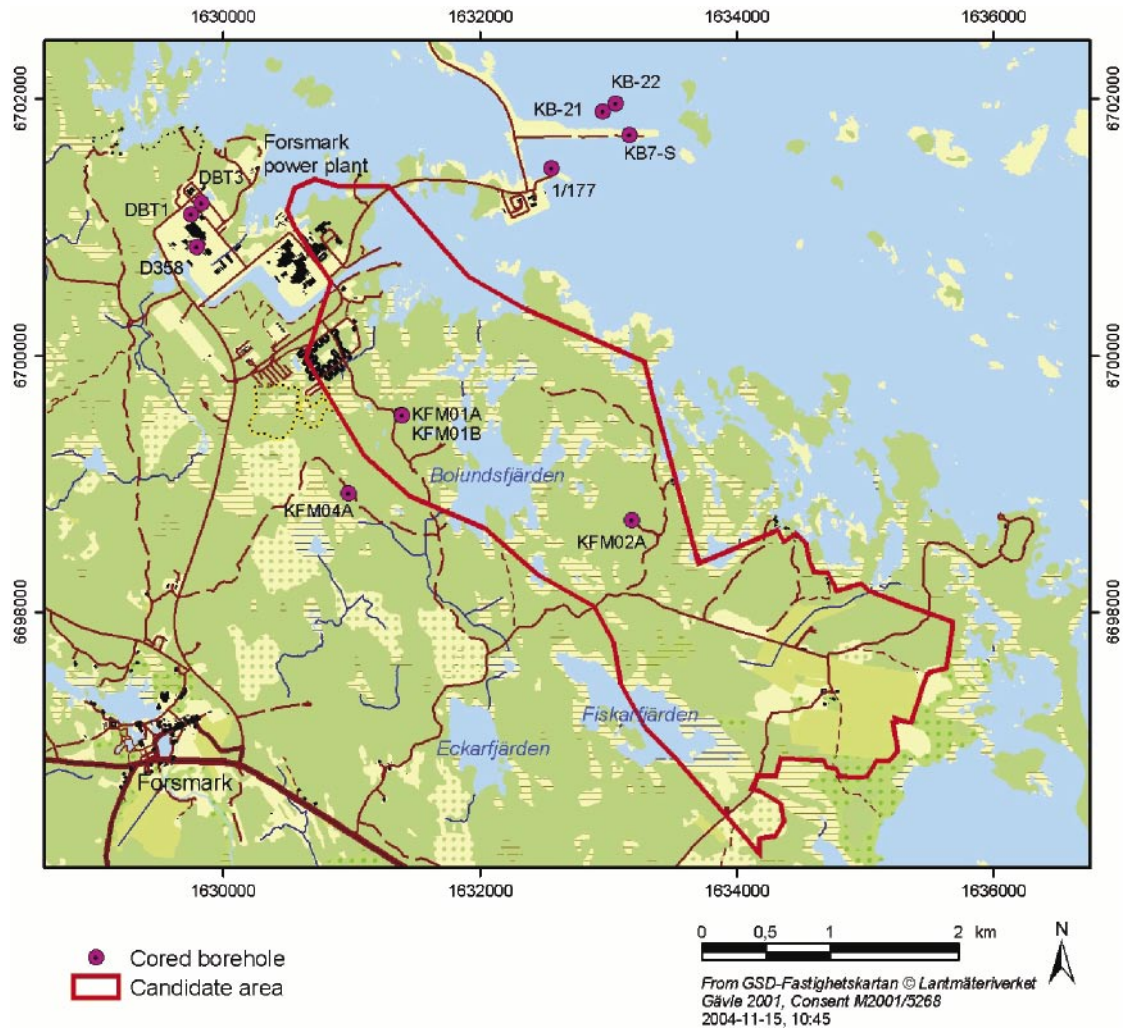 1630000
1632000
1634000
1636000
6702000
6702000
KB-22
KB-21
KB7-S
Forsmark
power plant
1/177
DBT3
DBT1
D358
6700000
6700000
KFM01A
KFM01B
Bolundsfjärden
KFM04A
KFM02A
6698000
6698000
Fiskarfjärden
Eckarfjärden
Forsmark
1630000
1632000
1634000
1636000
Cored borehole
Candidate area
0 0,5 1 2 km
N
From GSD-Fastighetskartan © Lantmäteriverket
Gävle 2001, Consent M2001/5268
2004-11-15, 10:45